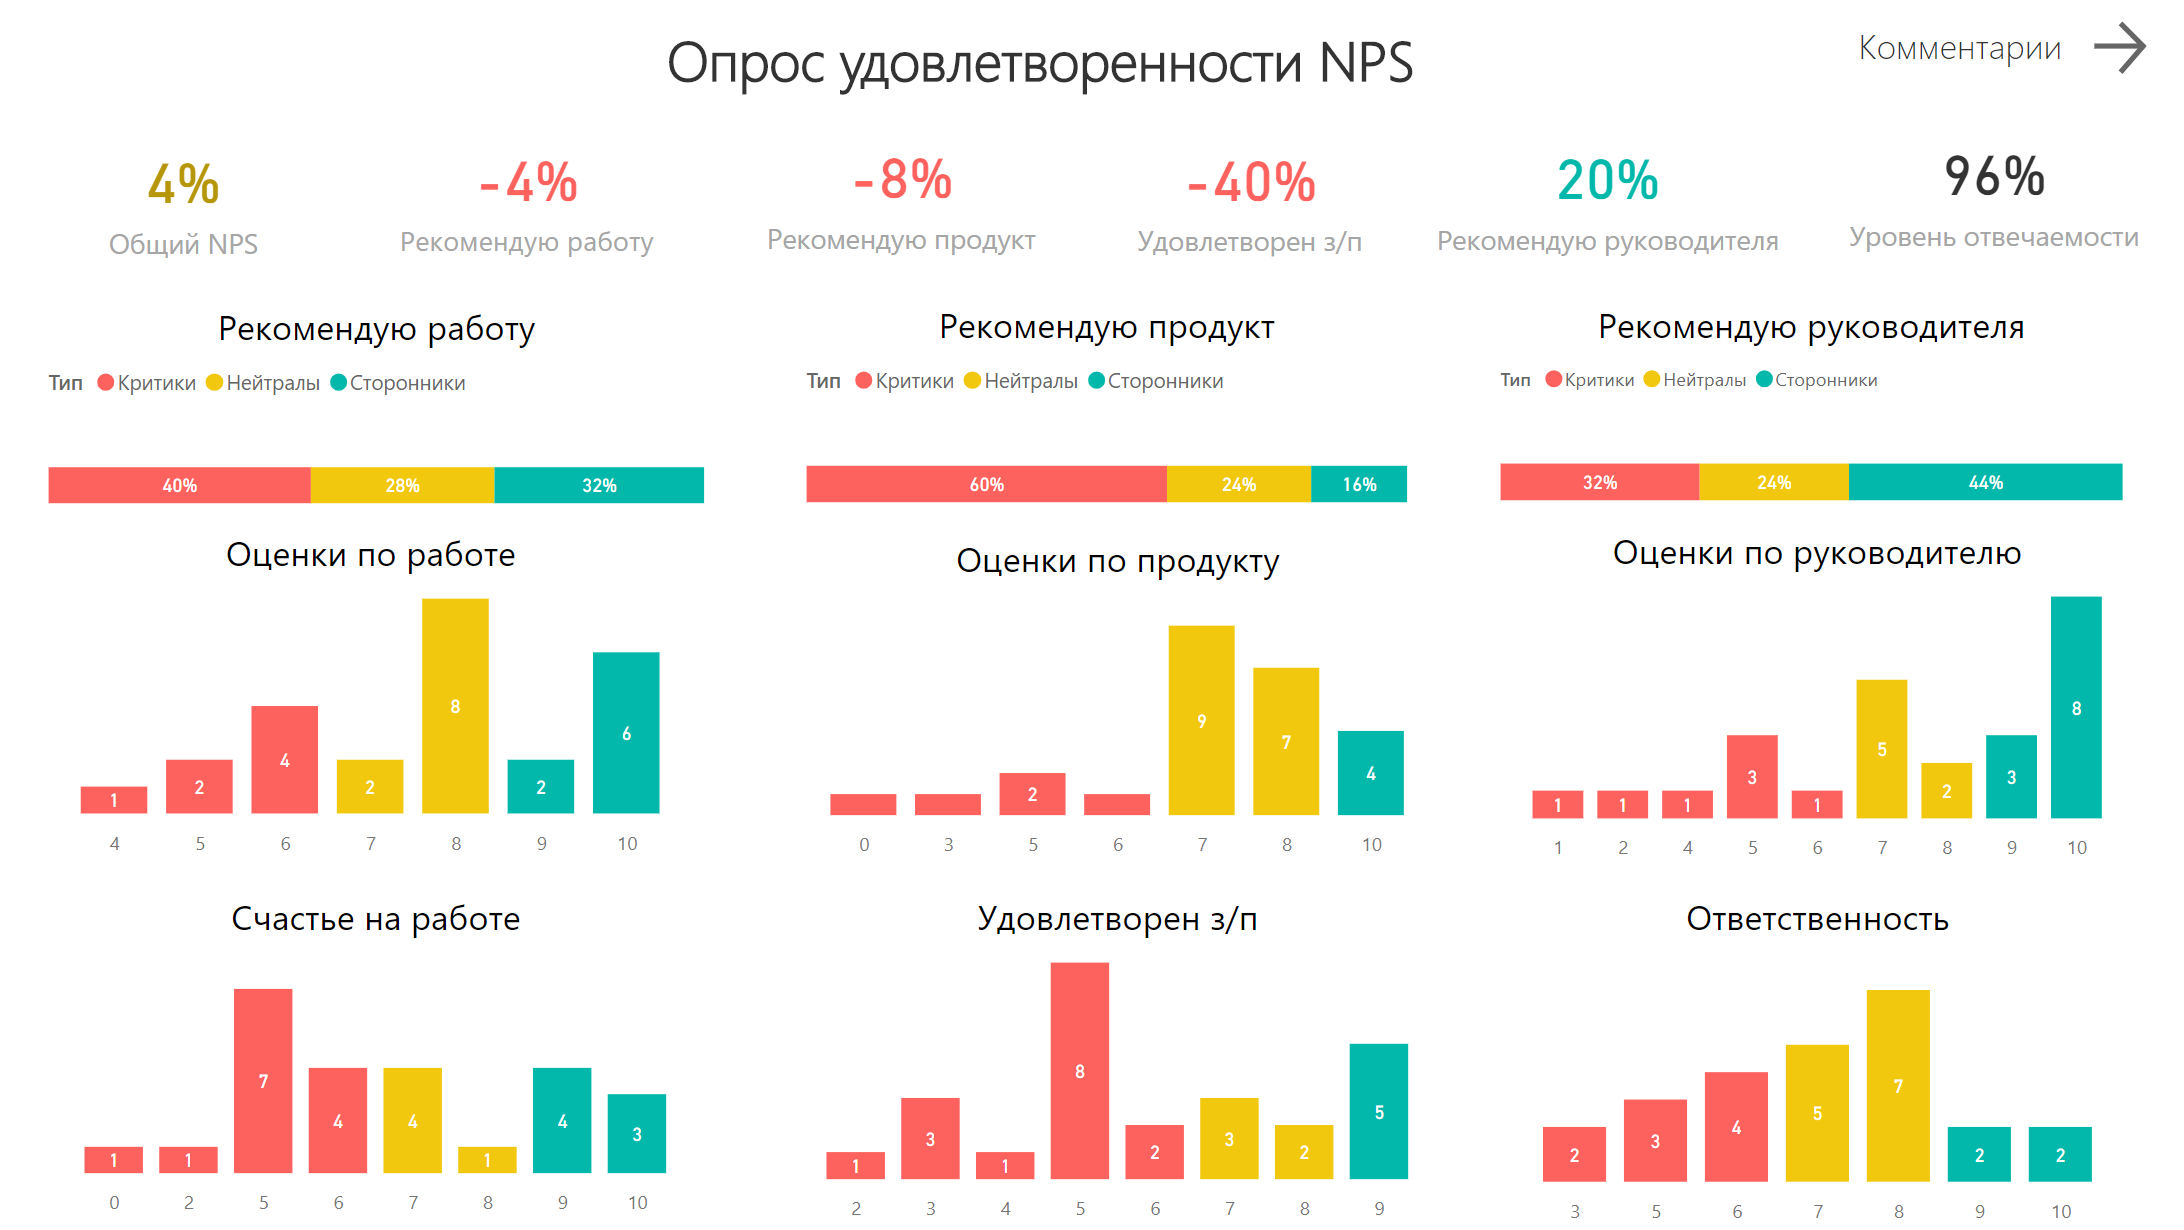 Опрос удовлетворенности NPS
Комментарии
4%
Общий NPS
-4%
Рекомендую работу
-8%
Рекомендую продукт
-40%
Удовлетворен з/п
20%
Рекомендую руководителя
96%
Уровень отвечаемости
Рекомендую работу
Тип Критики Нейтралы Сторонники
40% 28% 32%
Рекомендую продукт
Тип Критики Нейтралы Сторонники
60% 24% 16%
Рекомендую руководителя
Тип Критики Нейтралы Сторонники
32% 24% 44%
Оценки по работе
1 2 4 2 8 2 6
4 5 6 7 8 9 10
Оценки по продукту
2 9 7 4
0 3 5 6 7 8 10
Оценки по руководителю
1 1 1 3 1 5 2 3 8
1 2 4 5 6 7 8 9 10
Счастье на работе
1 1 7 4 4 1 4 3
0 2 5 6 7 8 9 10
Удовлетворен з/п
1 3 1 8 2 3 2 5
2 3 4 5 6 7 8 9
Ответственность
2 3 4 5 7 2 2
3 5 6 7 8 9 10